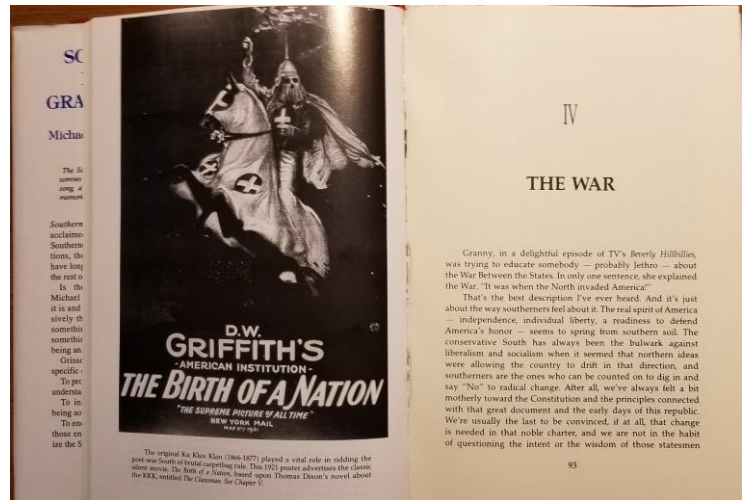 SO
GRA
Micha
The So
sorrow
song, a
memori
Southern
acclaime
Southerne
tions, the
have long
the rest o
Is the
Michael
it is and
sively th
somethin
somethin
being an
Grisso
specific
To pro
understa
To in
being so
To en
those en
ize the S
D.W.
GRIFFITH'S
-AMERICAN INSTITUTION-
THE BIRTH OF A NATION
"THE SUPREME PICTURE OF ALL TIME"
NEW YORK MAIL
MAY 2ND 1921
The original Ku Klux Klan (1866-1877) played a vital role in ridding the
post-war South of brutal carpetbag rule. This 1921 poster advertises the classic
silent movie, The Birth of a Nation, based upon Thomas Dixon's novel about
the KKK, entitled The Clansman. See Chapter V.
IV
THE WAR
Granny, in a delightful episode of TV's Beverly Hillbillies,
was trying to educate somebody — probably Jethro — about
the War Between the States. In only one sentence, she explained
the War. "It was when the North invaded America!"
That's the best description I've ever heard. And it's just
about the way southerners feel about it. The real spirit of America
— independence, individual liberty, a readiness to defend
America's honor — seems to spring from southern soil. The
conservative South has always been the bulwark against
liberalism and socialism when it seemed that northern ideas
were allowing the country to drift in that direction, and
southerners are the ones who can be counted on to dig in and
say "No" to radical change. After all, we've always felt a bit
motherly toward the Constitution and the principles connected
with that great document and the early days of this republic.
We're usually the last to be convinced, if at all, that change
is needed in that noble charter, and we are not in the habit
of questioning the intent or the wisdom of those statesmen
93